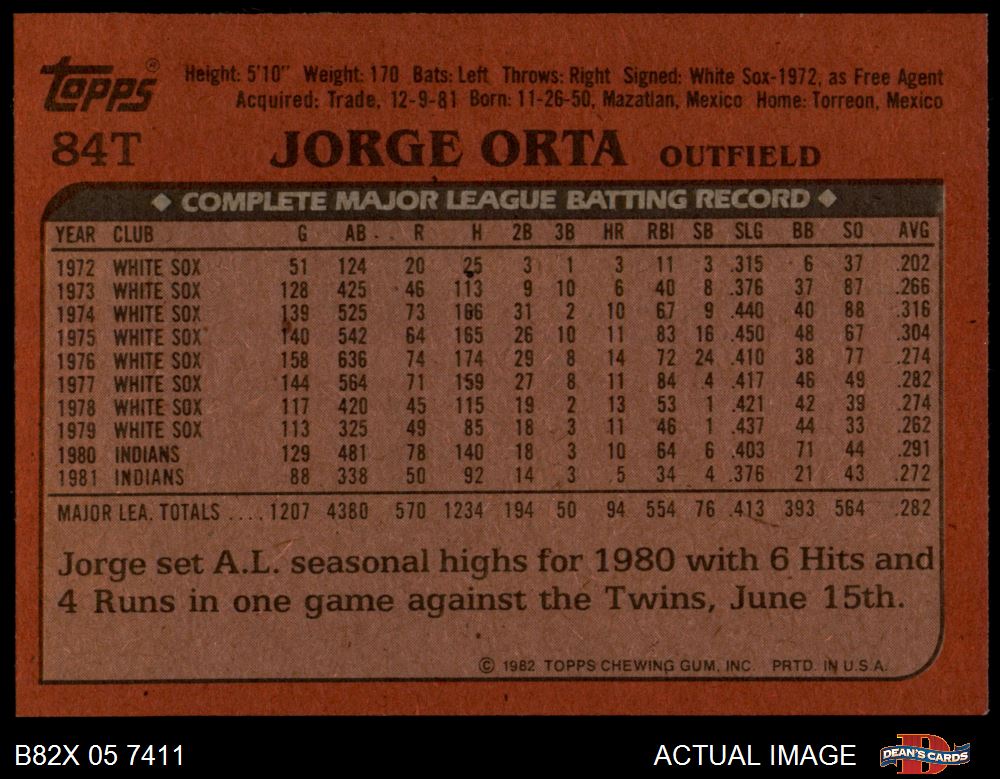 topps®
Height: 5'10" Weight: 170 Bats: Left Throws: Right Signed: White Sox-1972, as Free Agent
Acquired: Trade, 12-9-81 Born: 11-26-50, Mazatlan, Mexico Home: Torreon, Mexico
84T JORGE ORTA OUTFIELD
◆ COMPLETE MAJOR LEAGUE BATTING RECORD ◆
YEAR CLUB G AB R H 2B 3B HR RBI SB SLG BB SO AVG
1972 WHITE SOX 51 124 20 25 3 1 3 11 3 .315 6 37 .202
1973 WHITE SOX 128 425 46 113 9 10 6 40 8 .376 37 87 .266
1974 WHITE SOX 139 525 73 166 31 2 10 67 9 .440 40 88 .316
1975 WHITE SOX 140 542 64 165 26 10 11 83 16 .450 48 67 .304
1976 WHITE SOX 158 636 74 174 29 8 14 72 24 .410 38 77 .274
1977 WHITE SOX 144 564 71 159 27 8 11 84 4 .417 46 49 .282
1978 WHITE SOX 117 420 45 115 19 2 13 53 1 .421 42 39 .274
1979 WHITE SOX 113 325 49 85 18 3 11 46 1 .437 44 33 .262
1980 INDIANS 129 481 78 140 18 3 10 64 6 .403 71 44 .291
1981 INDIANS 88 338 50 92 14 3 5 34 4 .376 21 43 .272
MAJOR LEA. TOTALS .... 1207 4380 570 1234 194 50 94 554 76 .413 393 564 .282
Jorge set A.L. seasonal highs for 1980 with 6 Hits and
4 Runs in one game against the Twins, June 15th.
© 1982 TOPPS CHEWING GUM, INC. PRTD. IN U.S.A.
B82X 05 7411 ACTUAL IMAGE DEAN'S CARDS